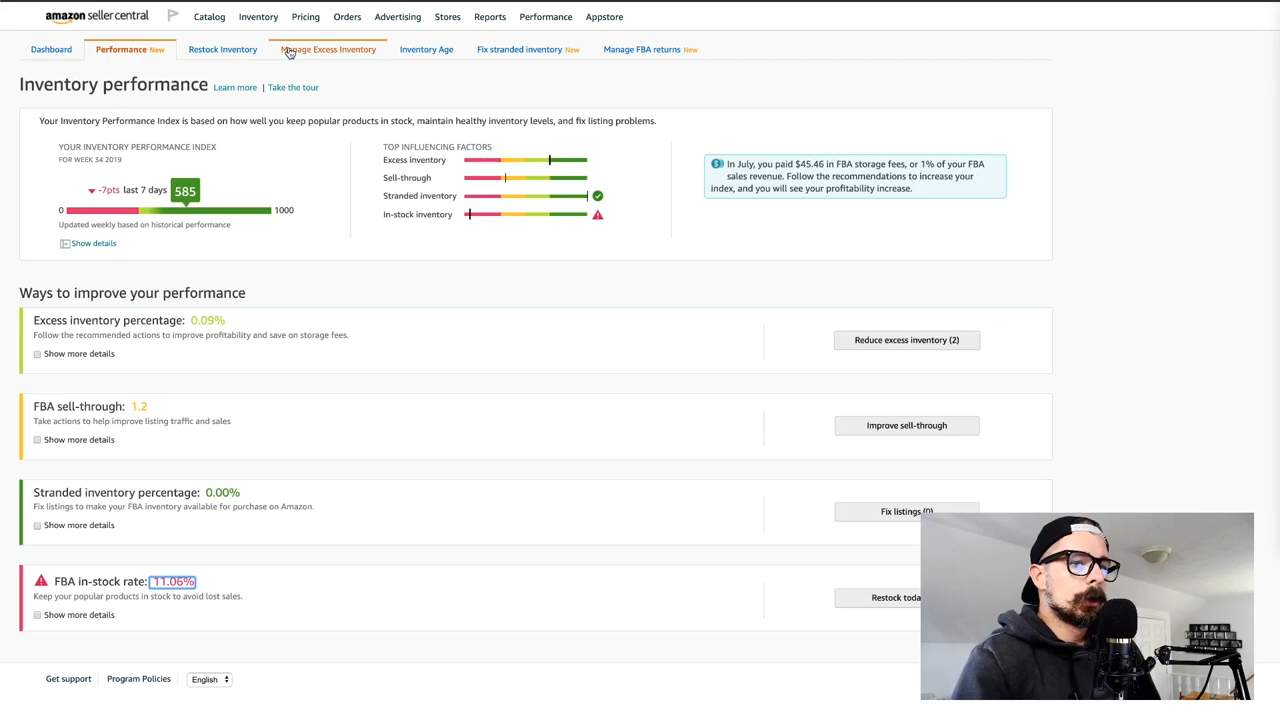 amazon seller central
Catalog Inventory Pricing Orders Advertising Stores Reports Performance Appstore
Dashboard Performance New Restock Inventory Manage Excess Inventory Inventory Age Fix stranded inventory New Manage FBA returns New
Inventory performance Learn more | Take the tour
Your Inventory Performance Index is based on how well you keep popular products in stock, maintain healthy inventory levels, and fix listing problems.
YOUR INVENTORY PERFORMANCE INDEX
FOR WEEK 34 2019
-7pts last 7 days 585
0 1000
Updated weekly based on historical performance
Show details
TOP INFLUENCING FACTORS
Excess inventory
Sell-through
Stranded inventory
In-stock inventory
In July, you paid $45.46 in FBA storage fees, or 1% of your FBA
sales revenue. Follow the recommendations to increase your
index, and you will see your profitability increase.
Ways to improve your performance
Excess inventory percentage: 0.09%
Follow the recommended actions to improve profitability and save on storage fees.
Show more details
Reduce excess inventory (2)
FBA sell-through: 1.2
Take actions to help improve listing traffic and sales
Show more details
Improve sell-through
Stranded inventory percentage: 0.00%
Fix listings to make your FBA inventory available for purchase on Amazon.
Show more details
Fix listings (0)
FBA in-stock rate: 11.06%
Keep your popular products in stock to avoid lost sales.
Show more details
Restock toda
Get support Program Policies English